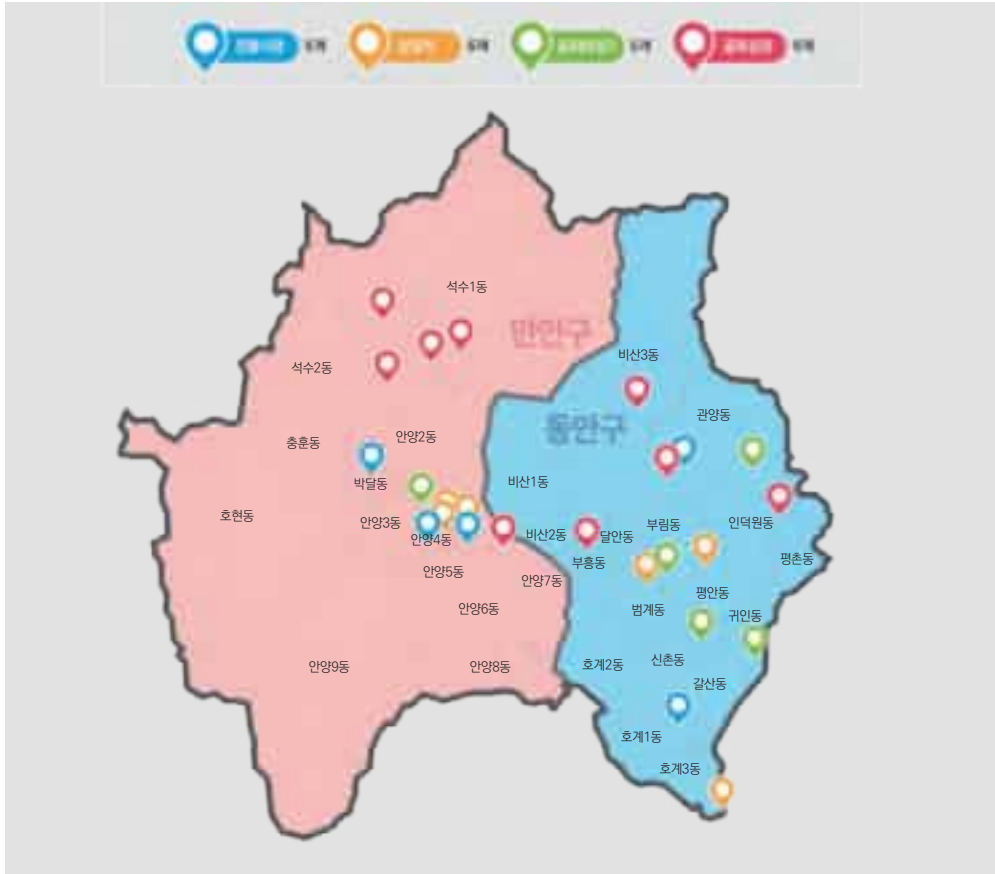 석수1동
만안구
비산3동
석수2동
관양동
동안구
안양2동
충훈동
비산1동
박달동
호현동
안양3동
인덕원동
부림동
비산2동
달안동
안양4동
평촌동
부흥동
안양5동
안양7동
평안동
안양6동
범계동
귀인동
신촌동
호계2동
안양9동
안양8동
갈산동
호계1동
호계3동